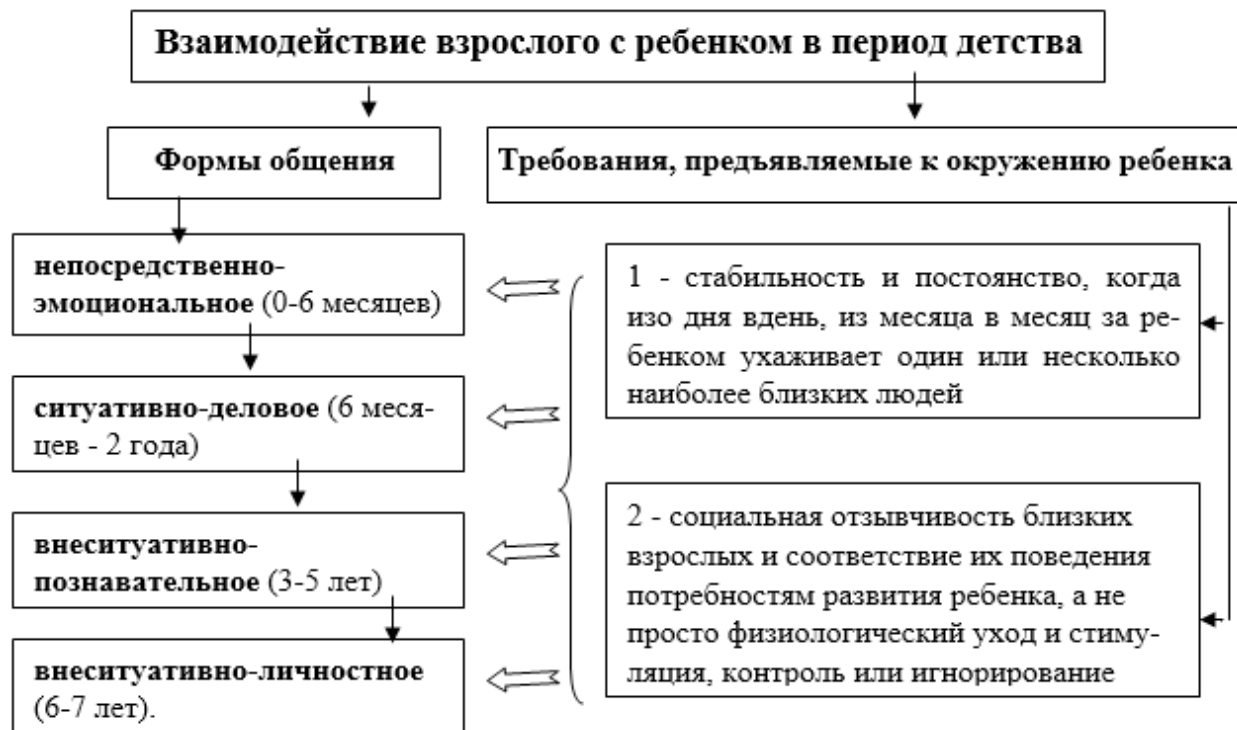 Взаимодействие взрослого с ребенком в период детства
Формы общения
Требования, предъявляемые к окружению ребенка
непосредственно-
эмоциональное (0-6 месяцев)
ситуативно-деловое (6 меся-
цев - 2 года)
внеситуативно-
познавательное (3-5 лет)
внеситуативно-личностное
(6-7 лет).
1 - стабильность и постоянство, когда
изо дня вдень, из месяца в месяц за ре-
бенком ухаживает один или несколько
наиболее близких людей
2 - социальная отзывчивость близких
взрослых и соответствие их поведения
потребностям развития ребенка, а не
просто физиологический уход и стиму-
ляция, контроль или игнорирование